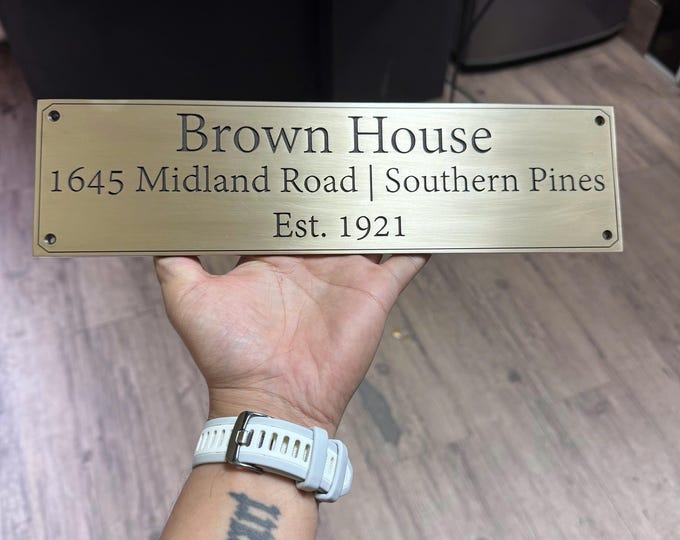 Brown House
1645 Midland Road | Southern Pines
Est. 1921